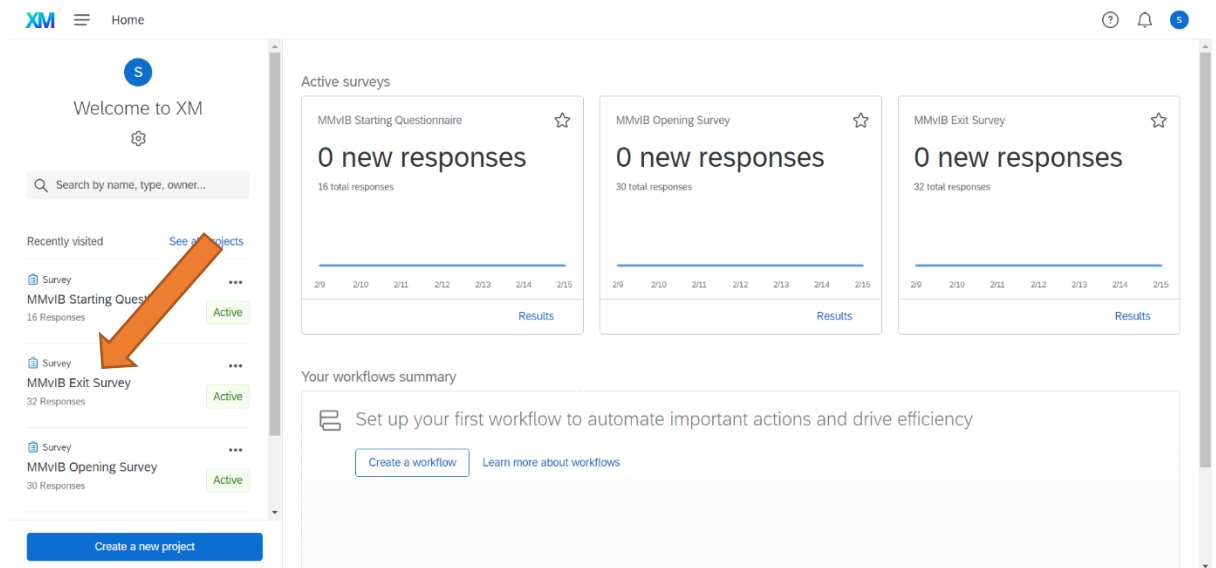 XM Home
S
S
Welcome to XM
Search by name, type, owner...
Recently visited
See all projects
Survey
MMvIB Starting Quest
16 Responses
Active
Survey
MMvIB Exit Survey
32 Responses
Active
Survey
MMvIB Opening Survey
30 Responses
Active
Create a new project
Active surveys
MMvIB Starting Questionnaire
0 new responses
16 total responses
2/9 2/10 2/11 2/12 2/13 2/14 2/15
Results
MMvIB Opening Survey
0 new responses
30 total responses
2/9 2/10 2/11 2/12 2/13 2/14 2/15
Results
MMvIB Exit Survey
0 new responses
32 total responses
2/9 2/10 2/11 2/12 2/13 2/14 2/15
Results
Your workflows summary
Set up your first workflow to automate important actions and drive efficiency
Create a workflow
Learn more about workflows